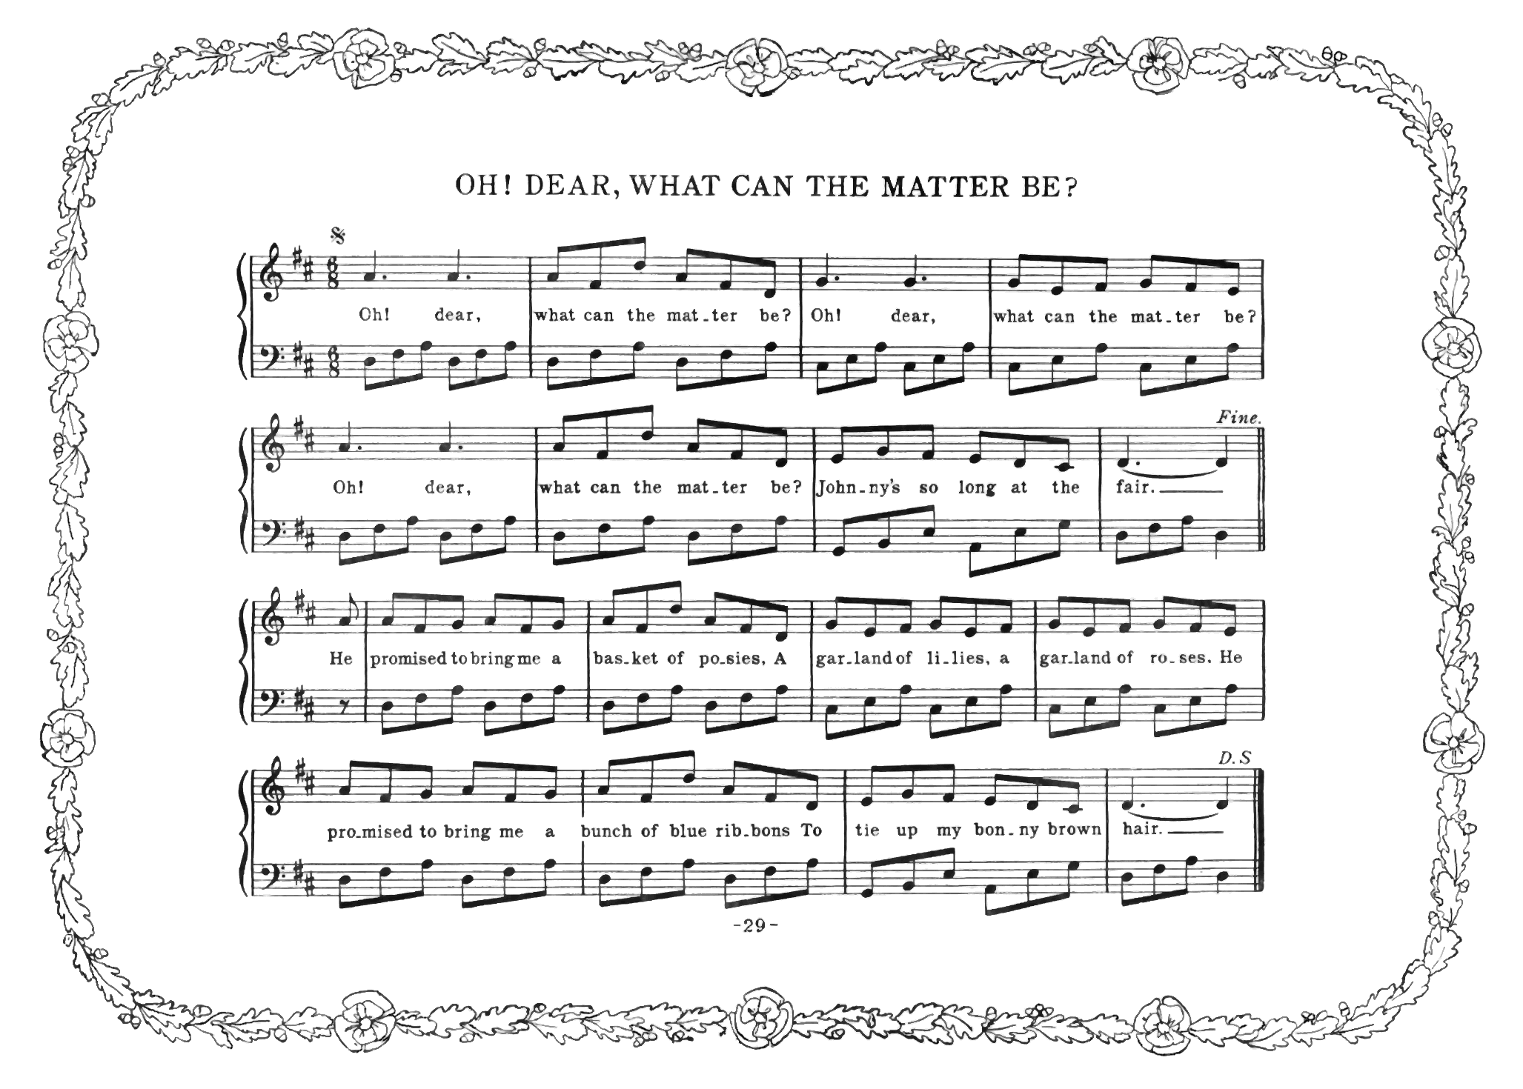 OH! DEAR, WHAT CAN THE MATTER BE?
Oh! dear, what can the mat-ter be? Oh! dear, what can the mat-ter be?
Fine.
Oh! dear, what can the mat-ter be? John-ny's so long at the fair.
He promised to bring me a bas-ket of po-sies, A gar-land of li-lies, a gar-land of ro-ses. He
D. S
pro-mised to bring me a bunch of blue rib-bons To tie up my bon-ny brown hair.
-29-